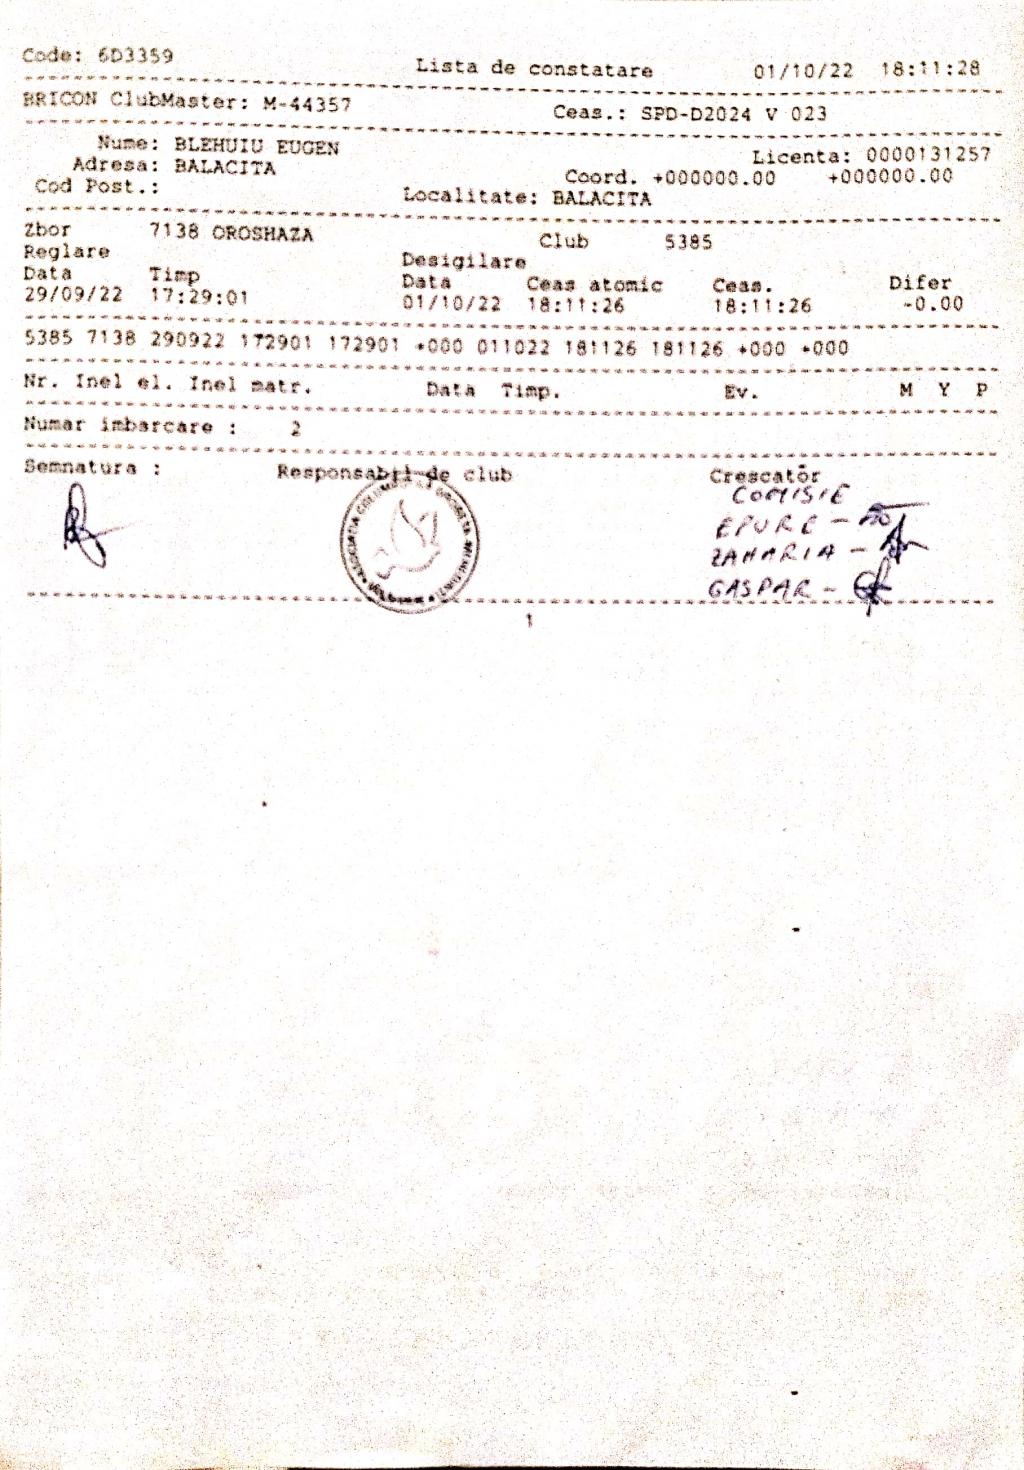 Code: 6D3359
Lista de constatare 01/10/22 18:11:28
BRICON ClubMaster: M-44357 Ceas.: SPD-D2024 V 023
Nume: BLEHUIU EUGEN Licenta: 0000131257
Adresa: BALACITA Coord. +000000.00 +000000.00
Cod Post.: Localitate: BALACITA
Zbor 7138 OROSHAZA Club 5385
Reglare Desigilare
Data Timp Data Ceas atomic Ceas. Difer
29/09/22 17:29:01 01/10/22 18:11:26 18:11:26 -0.00
5385 7138 290922 172901 172901 +000 011022 181126 181126 +000 +000
Nr. Inel el. Inel matr. Data Timp. Ev. M Y P
Numar imbarcare : 2
Semnatura : Responsabil de club Crescator
COMISIE
EPURE -
ZAHARIA -
GASPAR -
1